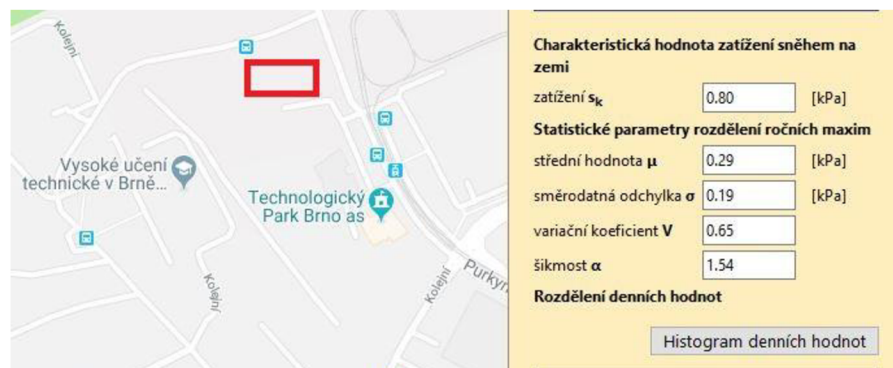 Kolejní
Vysoké učení
technické v Brně...
Technologický
Park Brno as
Kolejní
Kolejní
Charakteristická hodnota zatížení sněhem na
zemi
zatížení sk 0.80 [kPa]
Statistické parametry rozdělení ročních maxim
střední hodnota μ 0.29 [kPa]
směrodatná odchylka σ 0.19 [kPa]
variační koeficient V 0.65
šikmost α 1.54
Rozdělení denních hodnot
Histogram denních hodnot